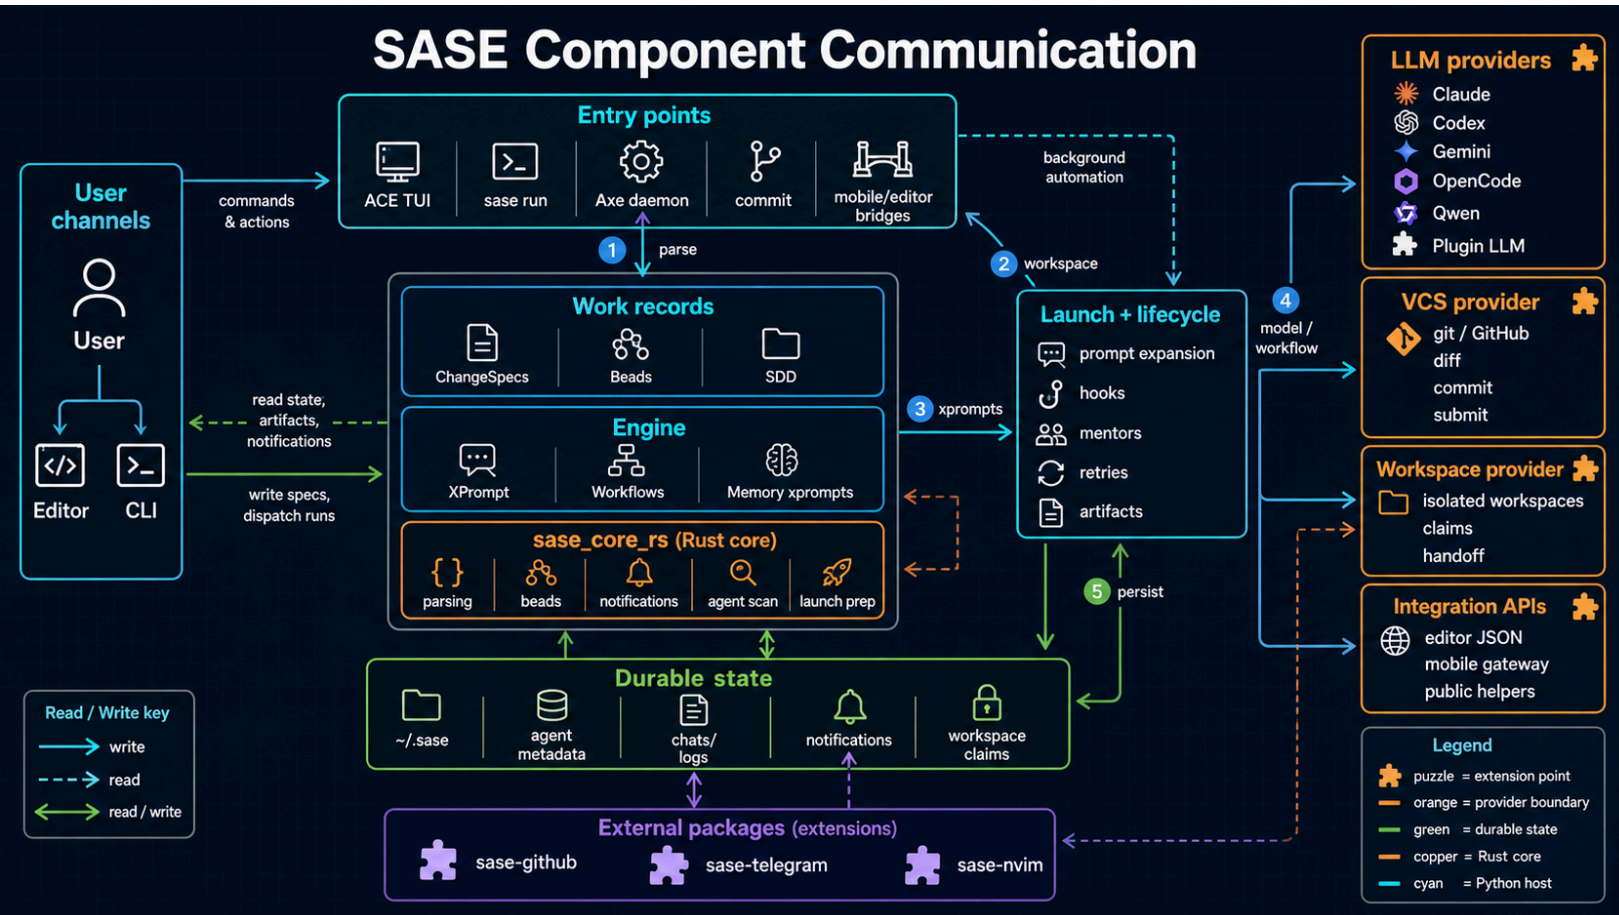 SASE Component Communication
User
channels
User
Editor
CLI
commands
& actions
read state,
artifacts,
notifications
write specs,
dispatch runs
Entry points
ACE TUI
sase run
Axe daemon
commit
mobile/editor
bridges
1
parse
background
automation
2
workspace
Work records
ChangeSpecs
Beads
SDD
Engine
XPrompt
Workflows
Memory xprompts
sase_core_rs (Rust core)
{ }
parsing
beads
notifications
agent scan
launch prep
3
xprompts
Launch + lifecycle
prompt expansion
hooks
mentors
retries
artifacts
4
model /
workflow
5
persist
Durable state
~/.sase
agent
metadata
chats/
logs
notifications
workspace
claims
External packages (extensions)
sase-github
sase-telegram
sase-nvim
LLM providers
Claude
Codex
Gemini
OpenCode
Qwen
Plugin LLM
VCS provider
git / GitHub
diff
commit
submit
Workspace provider
isolated workspaces
claims
handoff
Integration APIs
editor JSON
mobile gateway
public helpers
Read / Write key
write
read
read / write
Legend
puzzle = extension point
orange = provider boundary
green = durable state
copper = Rust core
cyan = Python host